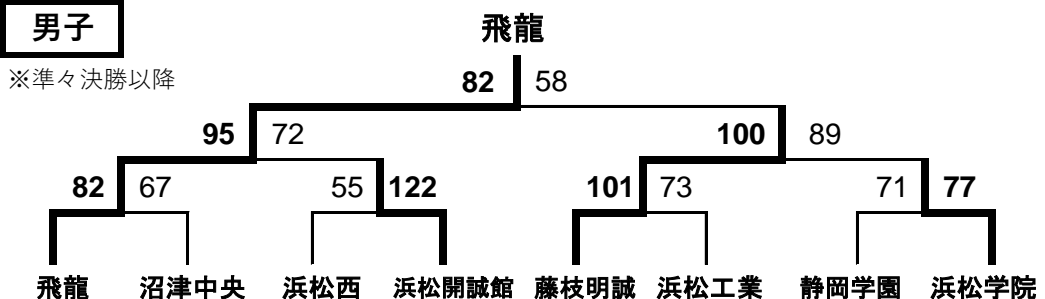 男子
飛龍
※準々決勝以降
82 58
95 72 100 89
82 67 55 122 101 73 71 77
飛龍 沼津中央 浜松西 浜松開誠館 藤枝明誠 浜松工業 静岡学園 浜松学院